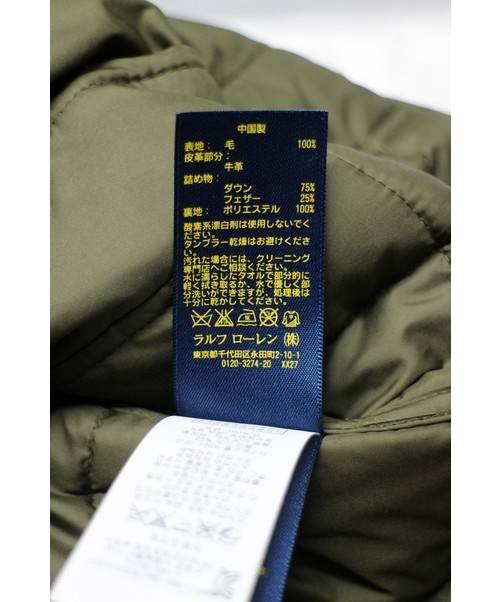 中国製
表地: 毛 100%
皮革部分:
牛革
詰め物:
ダウン 75%
フェザー 25%
裏地: ポリエステル 100%
酸素系漂白剤は使用しないでく
ださい。
タンブラー乾燥はお避けくださ
い。
汚れた場合には、クリーニング
専門店へご相談ください。
水に濡らしたタオルで部分的に
軽く拭き取るか、水で優しく部
分洗いができますが、処理後は
十分に乾かしてください。
ラルフ ローレン (株)
東京都千代田区永田町2-10-1
0120-3274-20 XX27